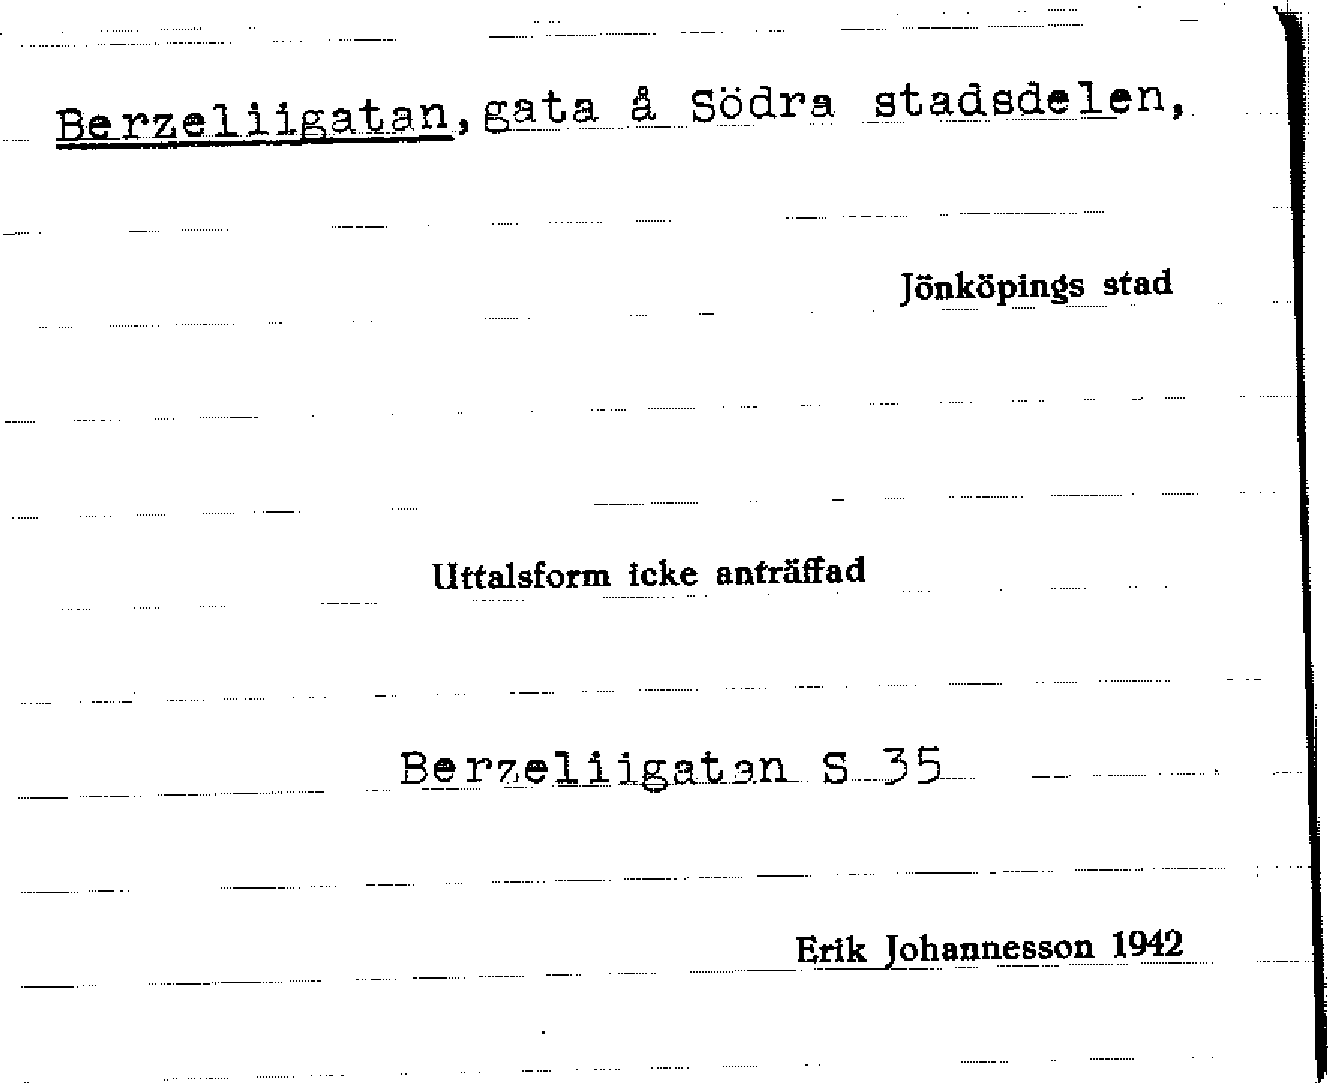 Berzeliigatan, gata å Södra stadsdelen,
Jönköpings stad
Uttalsform icke anträffad
Berzeliigatan S 35
Erik Johannesson 1942